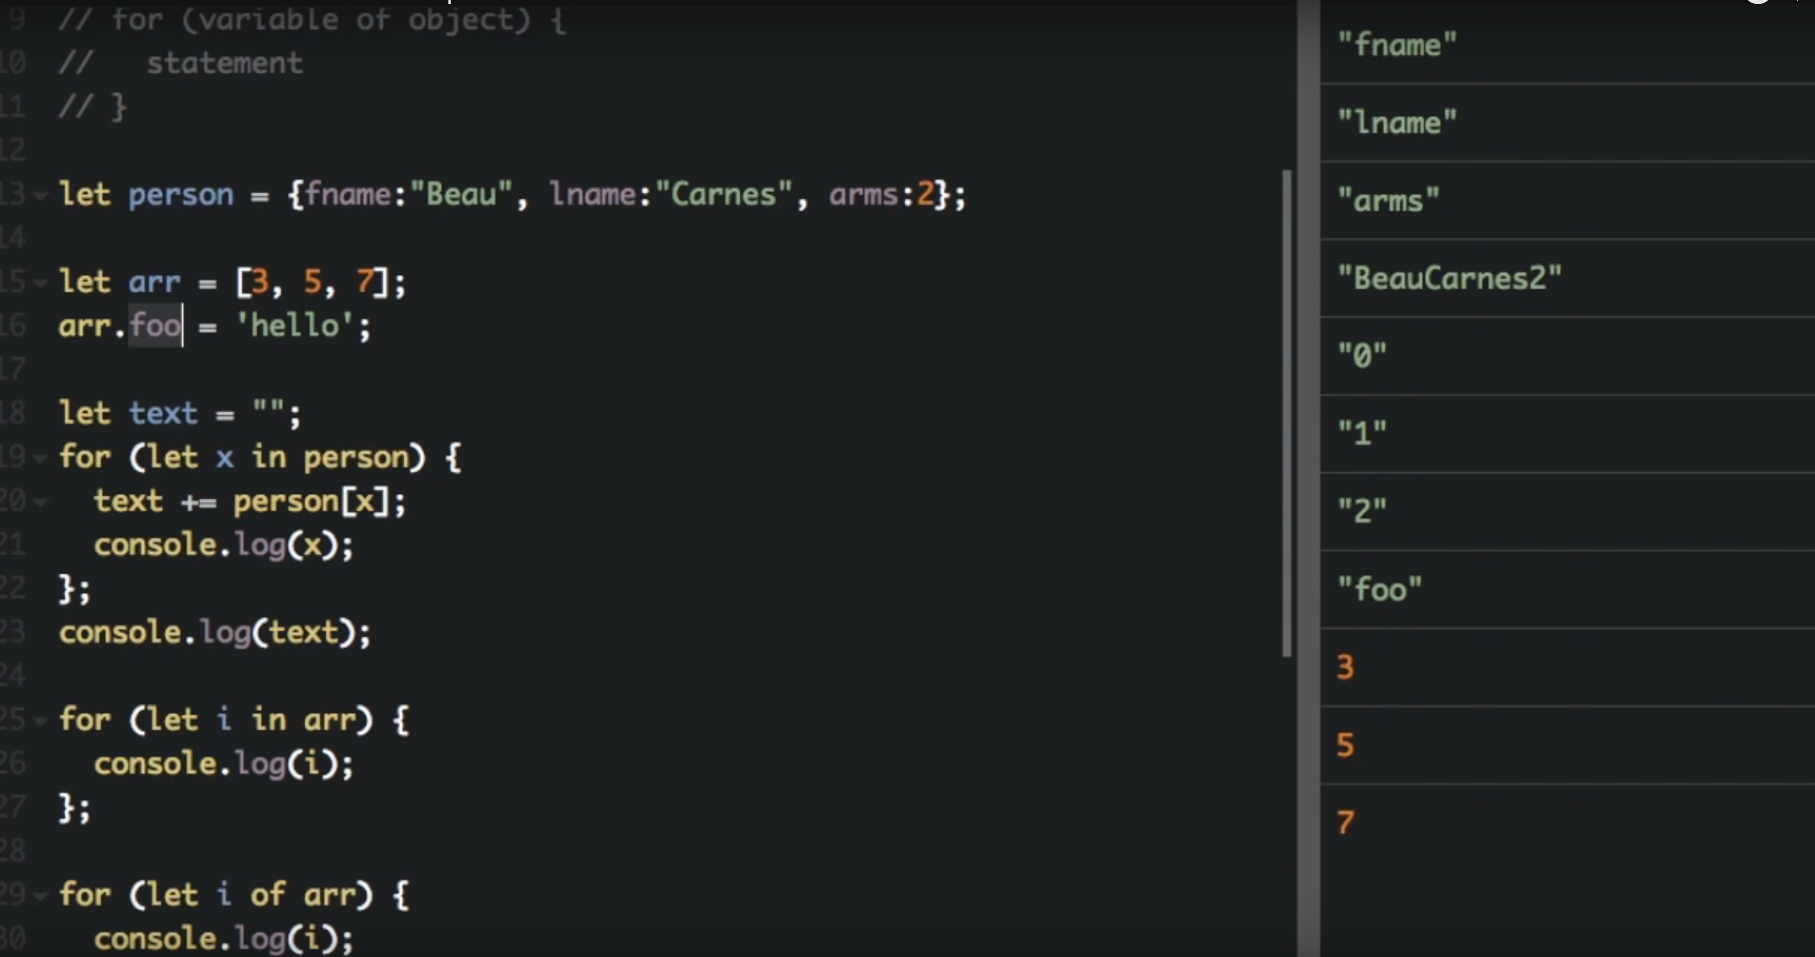 9 // for (variable of object) {
10 //   statement
11 // }
12
13 let person = {fname:"Beau", lname:"Carnes", arms:2};
14
15 let arr = [3, 5, 7];
16 arr.foo = 'hello';
17
18 let text = "";
19 for (let x in person) {
20   text += person[x];
21   console.log(x);
22 };
23 console.log(text);
24
25 for (let i in arr) {
26   console.log(i);
27 };
28
29 for (let i of arr) {
30   console.log(i);
"fname"
"lname"
"arms"
"BeauCarnes2"
"0"
"1"
"2"
"foo"
3
5
7